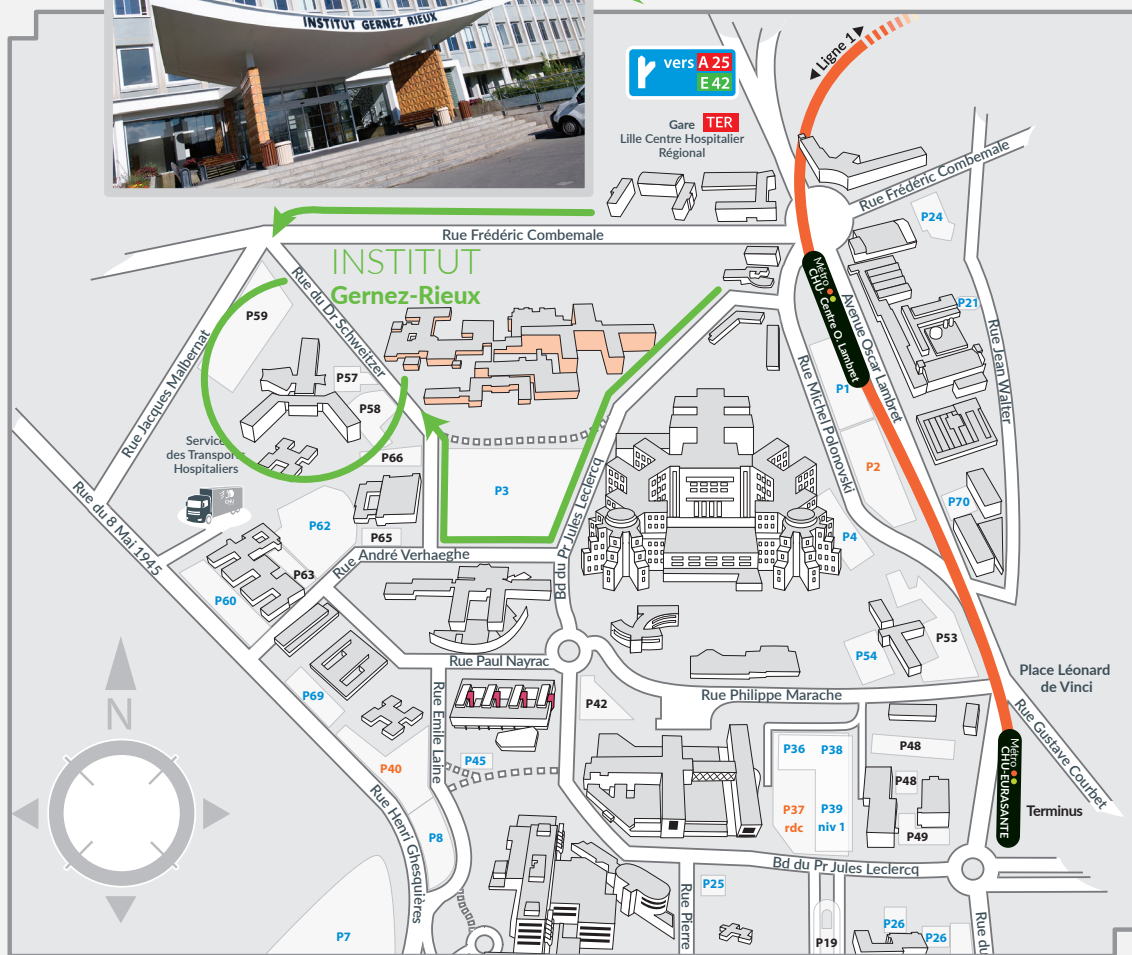 INSTITUT GERNEZ RIEUX
vers A 25
E 42
Gare TER
Lille Centre Hospitalier
Régional
Ligne 1
Rue Frédéric Combemale
Rue Frédéric Combemale
P24
INSTITUT
Gernez-Rieux
Rue du Dr Schweitzer
P59
Rue Jacques Malbernat
P57
P58
P66
Service
des Transports
Hospitaliers
Métro
CHU- Centre O. Lambret
Avenue Oscar Lambret
P21
Rue Jean Walter
P1
Rue Michel Polonovski
P2
P70
P4
P3
Bd du Pr Jules Leclercq
Rue du 8 Mai 1945
P62
P65
Rue André Verhaeghe
P63
P60
P53
P54
Place Léonard
de Vinci
Rue Paul Nayrac
Rue Philippe Marache
Rue Gustave Courbet
N
P69
Rue Emile Laine
P42
P45
P40
P36
P38
P37
rdc
P39
niv 1
P48
P48
P49
Métro
CHU-EURASANTE
Terminus
Rue Henri Ghesquières
P8
Bd du Pr Jules Leclercq
P25
Rue Pierre
P7
P19
P26
P26
Rue du